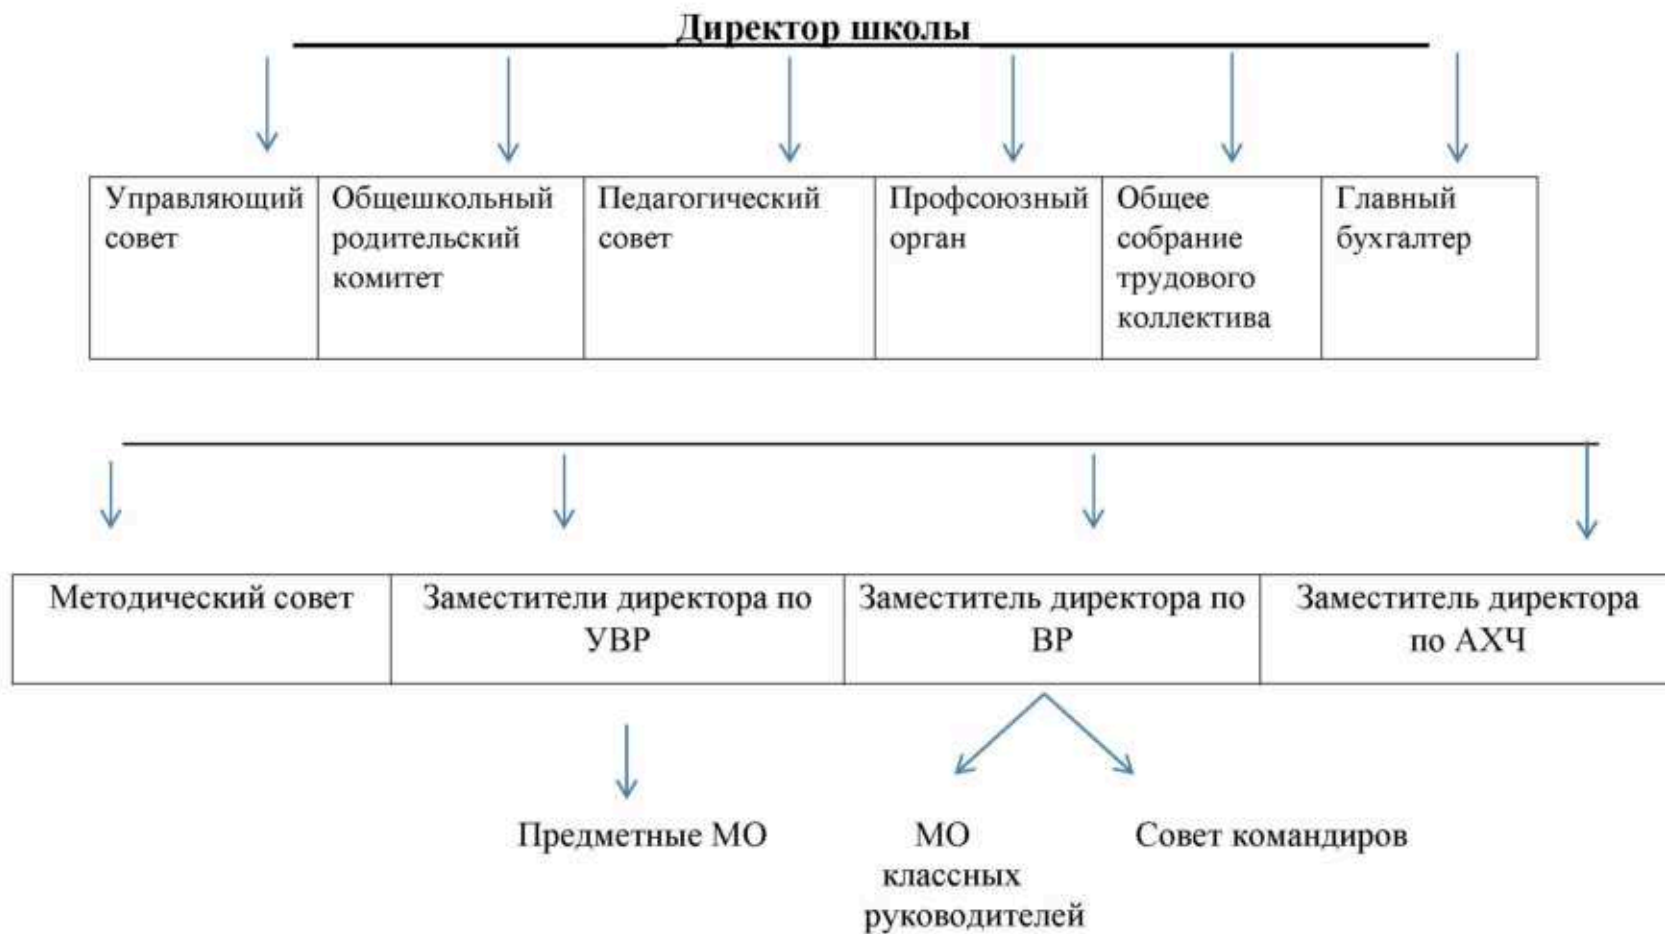 Директор школы
Управляющий
совет
Общешкольный
родительский
комитет
Педагогический
совет
Профсоюзный
орган
Общее
собрание
трудового
коллектива
Главный
бухгалтер
Методический совет
Заместители директора по
УВР
Заместитель директора по
ВР
Заместитель директора
по АХЧ
Предметные МО
МО
классных
руководителей
Совет командиров